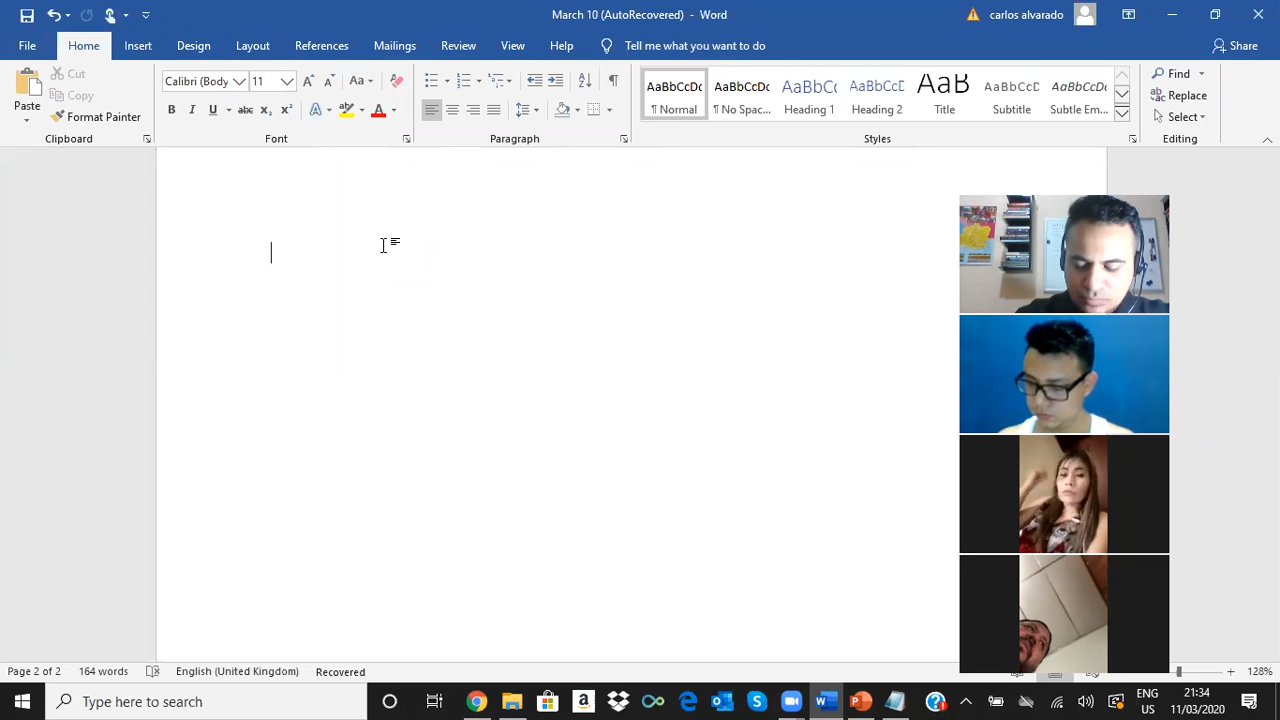 March 10 (AutoRecovered) - Word
carlos alvarado
File Home Insert Design Layout References Mailings Review View Help Tell me what you want to do Share
Paste
Cut
Copy
Format Painter
Clipboard
Calibri (Body 11
Font
Paragraph
AaBbCcDc AaBbCcDc AaBbCc AaBbCcD AaB AaBbCcD AaBbCcDc
¶ Normal ¶ No Spac... Heading 1 Heading 2 Title Subtitle Subtle Em...
Styles
Find
Replace
Select
Editing
Page 2 of 2 164 words English (United Kingdom) Recovered 128%
Type here to search
ENG
US
21:34
11/03/2020